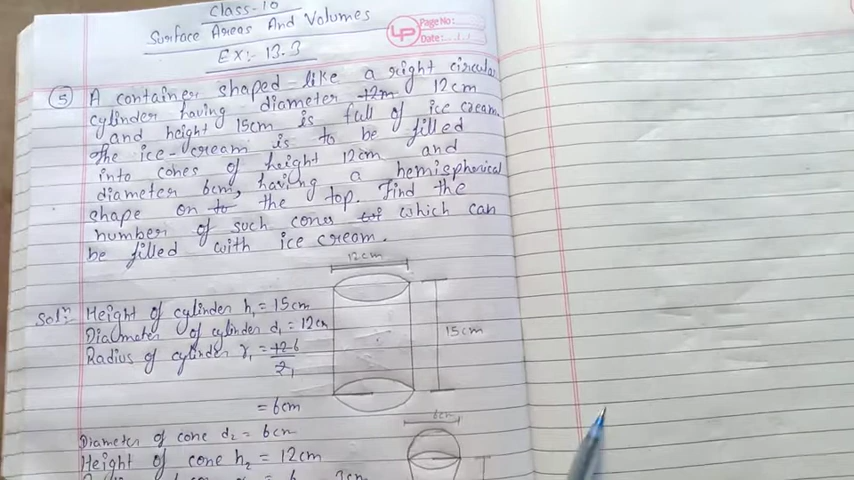 Class-10
Surface Areas And Volumes
Ex:- 13.3
LP
Page No:
Date:
5 A container shaped like a right circular
cylinder having diameter 12cm
and height 15cm is full of ice cream.
The ice-cream is to be filled
into cones of height 12cm and
diameter 6cm, having a hemispherical
shape on the top. Find the
number of such cones which can
be filled with ice cream.
12cm
Height of cylinder h₁ = 15cm
Diameter of cylinder d₁ = 12cm
Radius of cylinder r₁ = 12 6
2 1
15cm
= 6cm
6cm
Diameter of cone d₂ = 6cm
Height of cone h₂ = 12cm